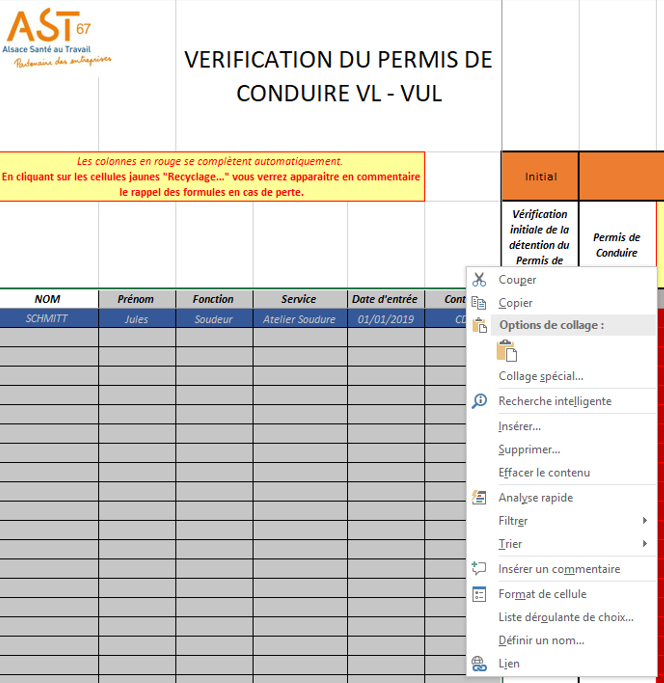 AST67
Alsace Santé au Travail
Partenaire des entreprises
VERIFICATION DU PERMIS DE
CONDUIRE VL - VUL
Les colonnes en rouge se complètent automatiquement.
En cliquant sur les cellules jaunes "Recyclage..." vous verrez apparaitre en commentaire
le rappel des formules en cas de perte.
Initial
Vérification
initiale de la
détention du
Permis de
Permis de
Conduire
NOM Prénom Fonction Service Date d'entrée Cont
SCHMITT Jules Soudeur Atelier Soudure 01/01/2019 CD
Couper
Copier
Options de collage :
Collage spécial...
Recherche intelligente
Insérer...
Supprimer...
Effacer le contenu
Analyse rapide
Filtrer
Trier
Insérer un commentaire
Format de cellule
Liste déroulante de choix...
Définir un nom...
Lien